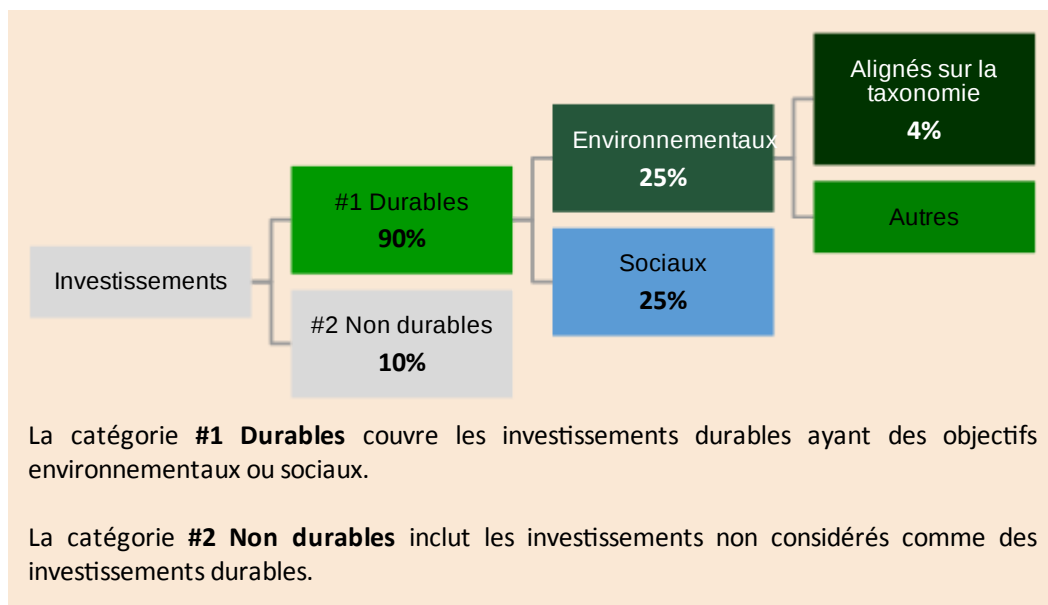 Alignés sur la
taxonomie
4%
Environnementaux
25%
#1 Durables
90%
Autres
Sociaux
25%
Investissements
#2 Non durables
10%
La catégorie #1 Durables couvre les investissements durables ayant des objectifs
environnementaux ou sociaux.
La catégorie #2 Non durables inclut les investissements non considérés comme des
investissements durables.